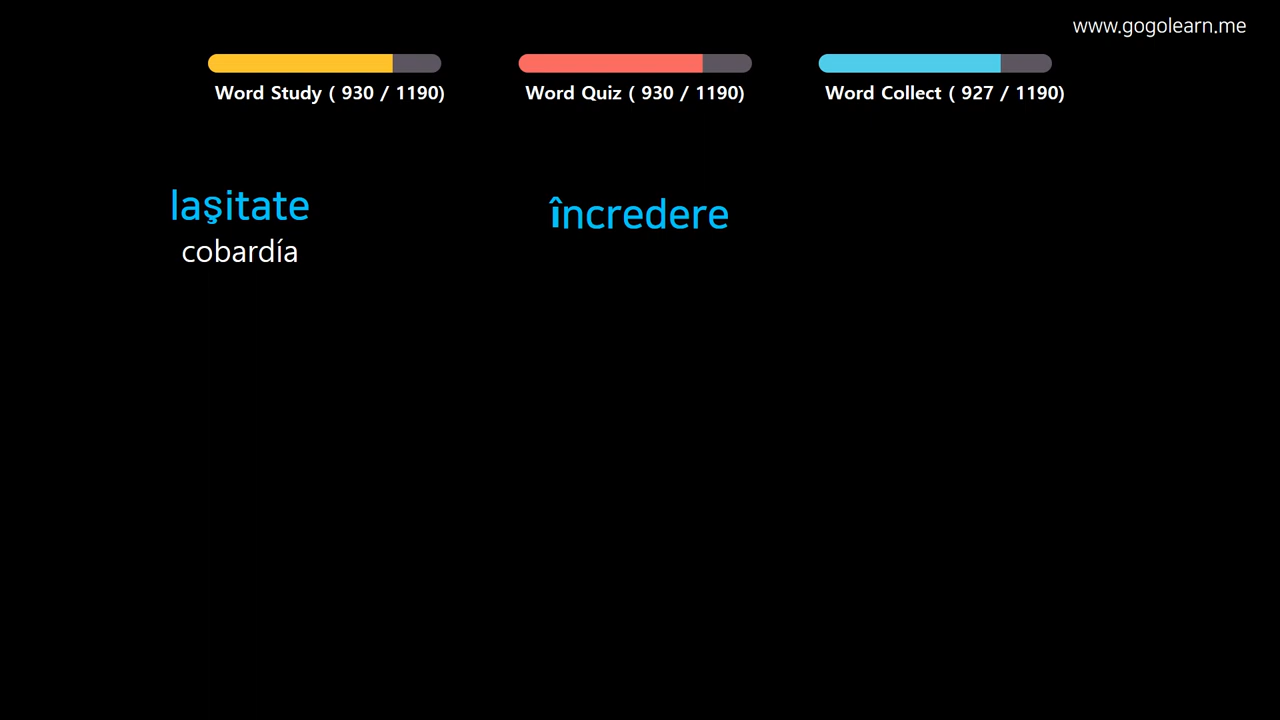 www.gogolearn.me
Word Study ( 930 / 1190)
Word Quiz ( 930 / 1190)
Word Collect ( 927 / 1190)
laşitate
cobardía
încredere